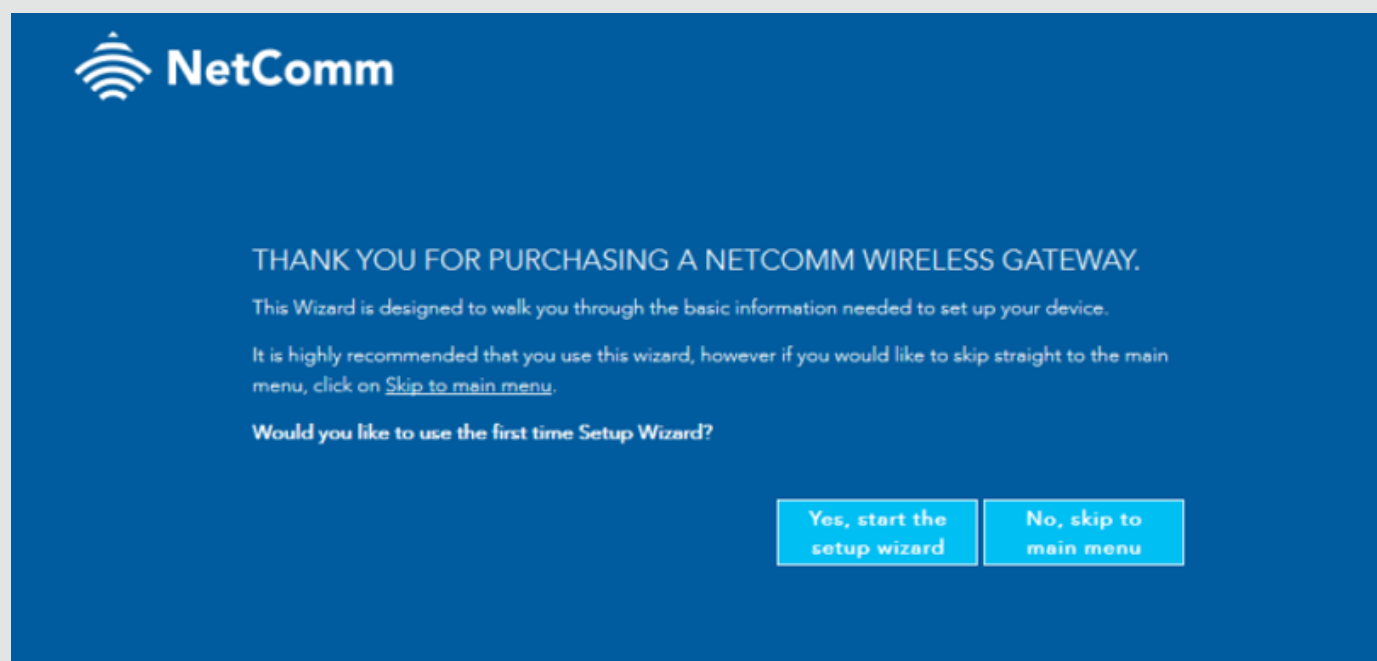 NetComm
THANK YOU FOR PURCHASING A NETCOMM WIRELESS GATEWAY.
This Wizard is designed to walk you through the basic information needed to set up your device.
It is highly recommended that you use this wizard, however if you would like to skip straight to the main
menu, click on Skip to main menu.
Would you like to use the first time Setup Wizard?
Yes, start the
setup wizard
No, skip to
main menu